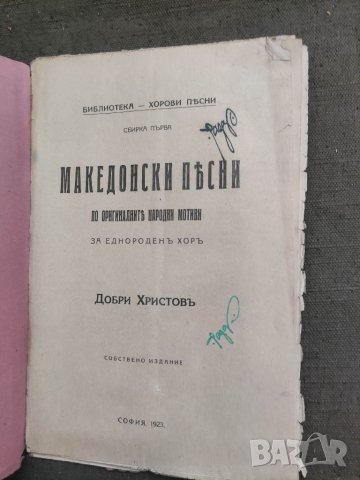 БИБЛИОТЕКА — ХОРОВИ ПѢСНИ
СБИРКА ПЪРВА
МАКЕДОНСКИ ПѢСНИ
ПО ОРИГИНАЛНИТѢ НАРОДНИ МОТИВИ
ЗА ЕДНОРОДЕНЪ ХОРЪ
ДОБРИ ХРИСТОВЪ
СОБСТВЕНО ИЗДАНИЕ
СОФИЯ, 1923.
BAZAR